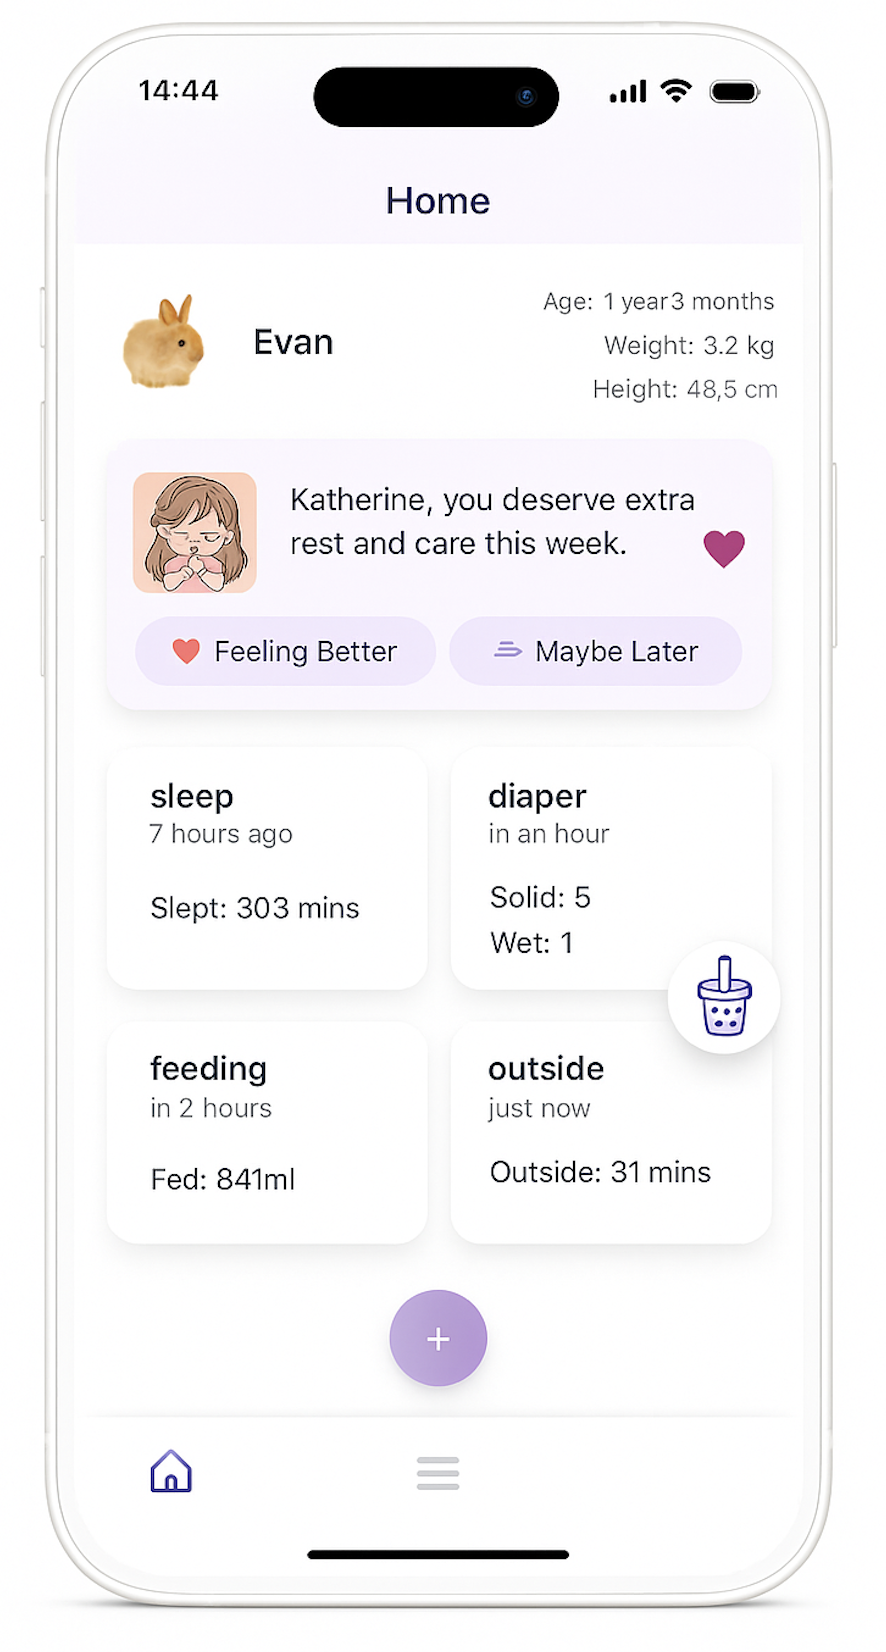 14:44
Home
Evan
Age: 1 year3 months
Weight: 3.2 kg
Height: 48,5 cm
Katherine, you deserve extra
rest and care this week.
Feeling Better
Maybe Later
sleep
7 hours ago
Slept: 303 mins
diaper
in an hour
Solid: 5
Wet: 1
feeding
in 2 hours
Fed: 841ml
outside
just now
Outside: 31 mins
+